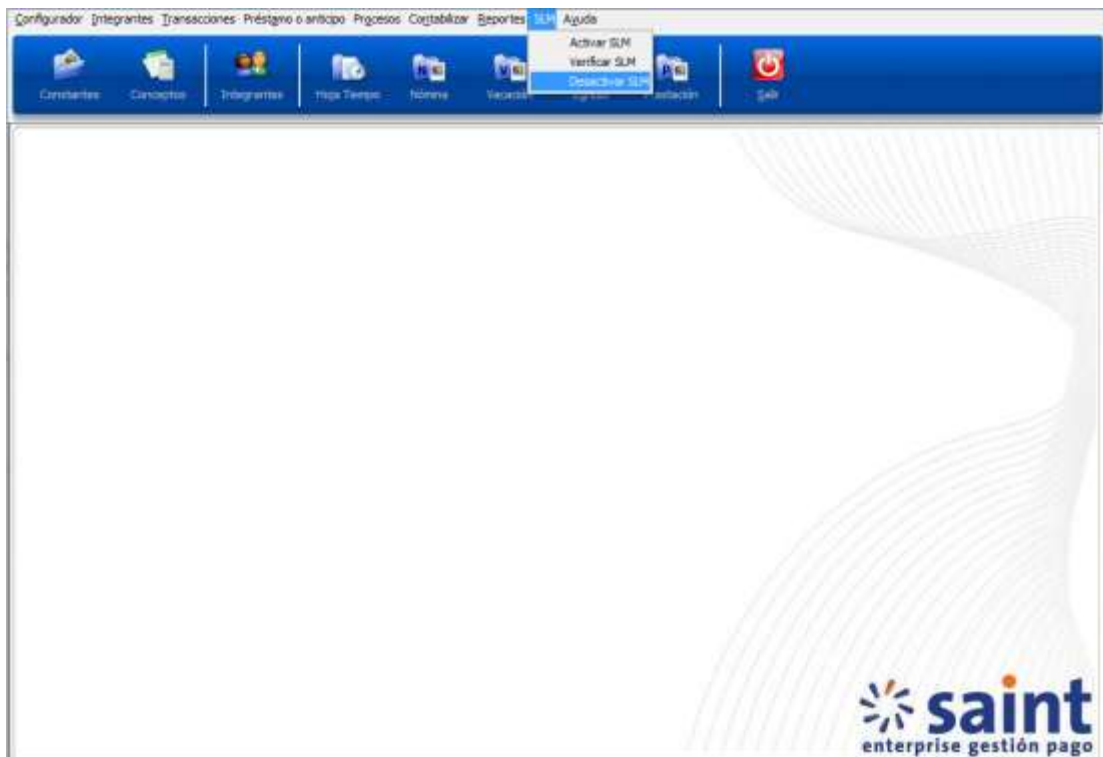 Configurador Integrantes Transacciones Préstamo o anticipo Procesos Contabilizar Reportes SLM Ayuda
Activar SLM
Verificar SLM
Desactivar SLM
Constantes Conceptos Integrantes Hoja Tiempo Nómina Vacación Salir
saint
enterprise gestión pago